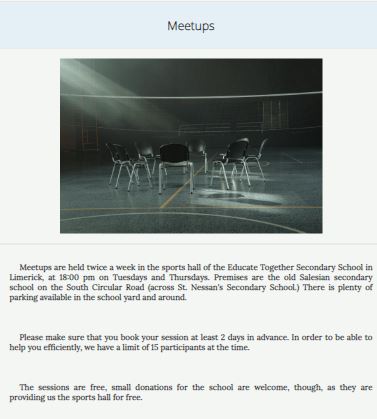 Meetups
Meetups are held twice a week in the sports hall of the Educate Together Secondary School in
Limerick, at 18:00 pm on Tuesdays and Thursdays. Premises are the old Salesian secondary
school on the South Circular Road (across St. Nessan's Secondary School.) There is plenty of
parking available in the school yard and around.
Please make sure that you book your session at least 2 days in advance. In order to be able to
help you efficiently, we have a limit of 15 participants at the time.
The sessions are free, small donations for the school are welcome, though, as they are
providing us the sports hall for free.